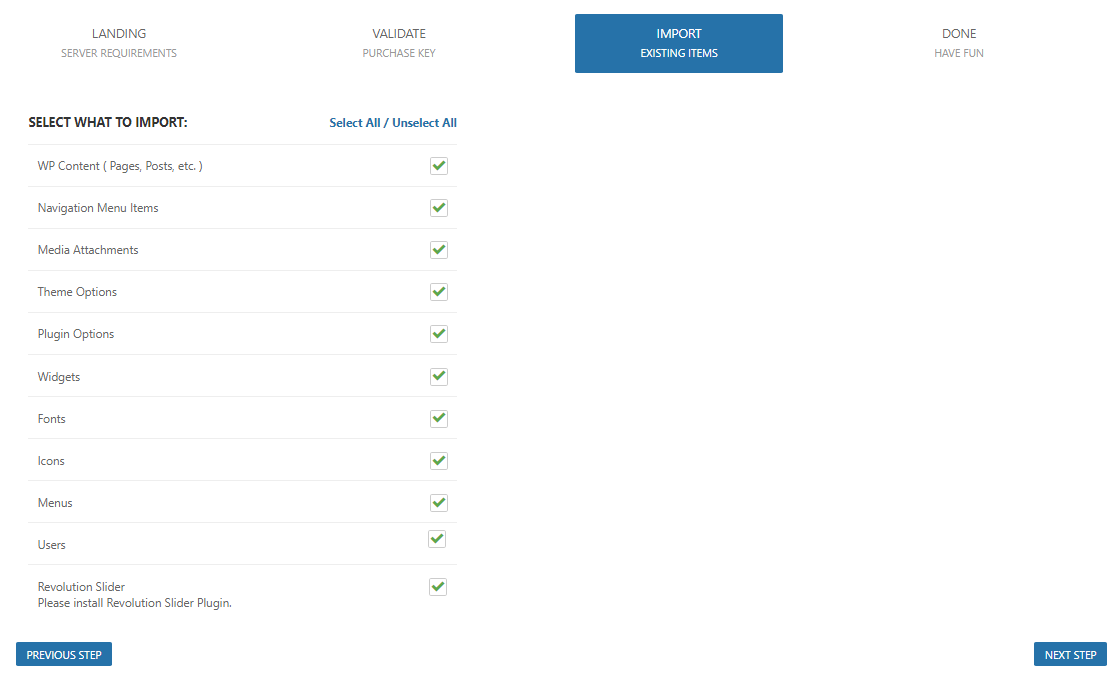 LANDING
SERVER REQUIREMENTS
VALIDATE
PURCHASE KEY
IMPORT
EXISTING ITEMS
DONE
HAVE FUN
SELECT WHAT TO IMPORT:
Select All / Unselect All
WP Content ( Pages, Posts, etc. )
Navigation Menu Items
Media Attachments
Theme Options
Plugin Options
Widgets
Fonts
Icons
Menus
Users
Revolution Slider
Please install Revolution Slider Plugin.
PREVIOUS STEP
NEXT STEP